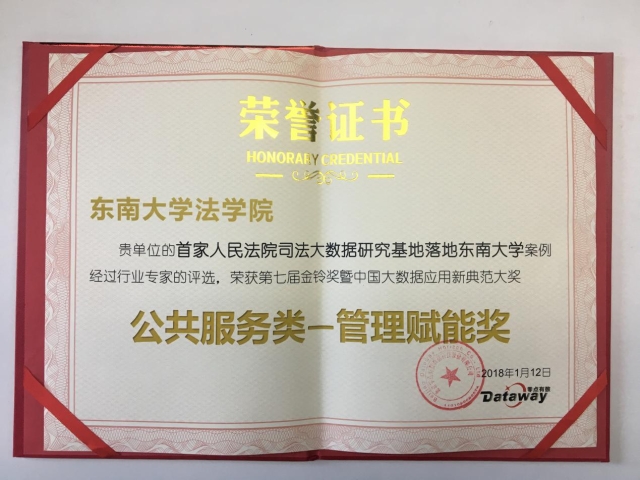 荣誉证书
HONORARY CREDENTIAL
东南大学法学院
贵单位的首家人民法院司法大数据研究基地落地东南大学案例
经过行业专家的评选，荣获第七届金铃奖暨中国大数据应用新典范大奖
公共服务类—管理赋能奖
2018年1月12日
零点有数
Dataway